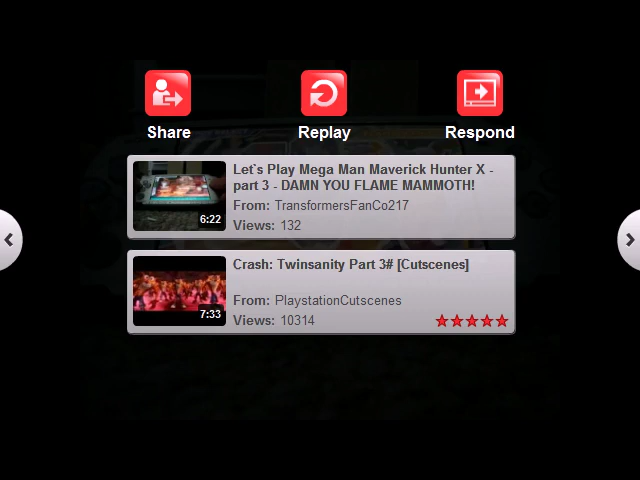 Share Replay Respond
Let`s Play Mega Man Maverick Hunter X -
part 3 - DAMN YOU FLAME MAMMOTH!
From: TransformersFanCo217
6:22
Views: 132
Crash: Twinsanity Part 3# [Cutscenes]
From: PlaystationCutscenes
7:33
Views: 10314